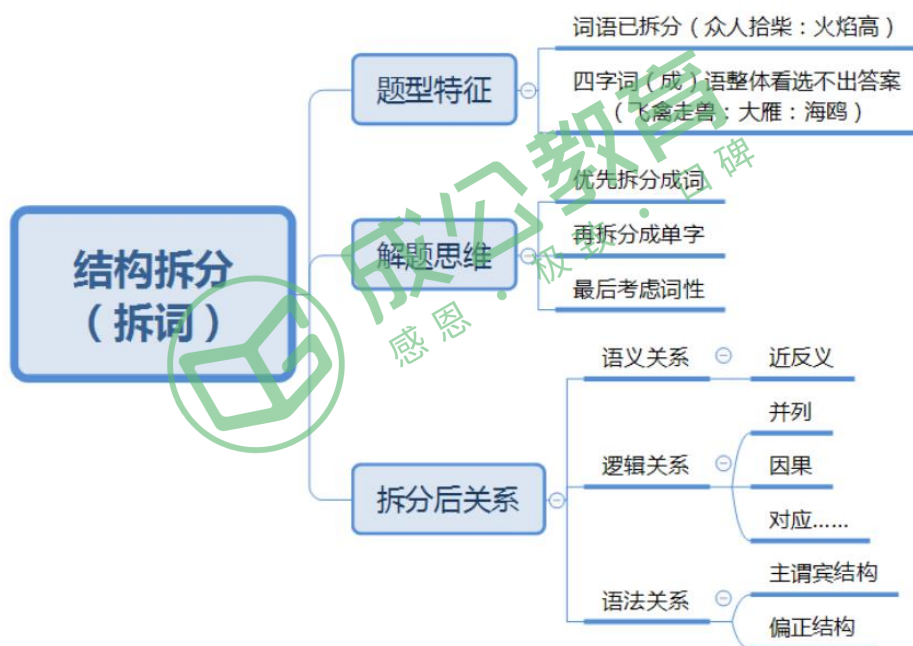 结构拆分
（拆词）
题型特征
词语已拆分（众人拾柴：火焰高）
四字词（成）语整体看选不出答案
（飞禽走兽：大雁：海鸥）
解题思维
优先拆分成词
再拆分成单字
最后考虑词性
拆分后关系
语义关系
近反义
逻辑关系
并列
因果
对应……
语法关系
主谓宾结构
偏正结构
成公教育
感恩·极致·口碑